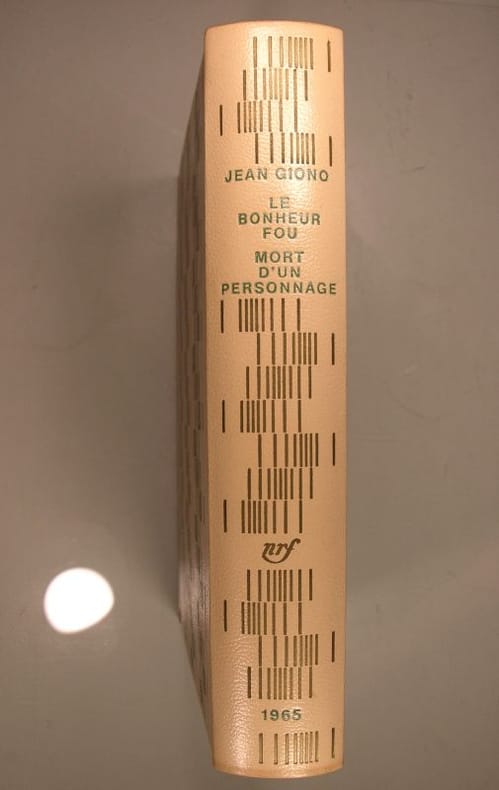 JEAN GIONO
LE
BONHEUR
FOU
MORT
D'UN
PERSONNAGE
nrf
1965